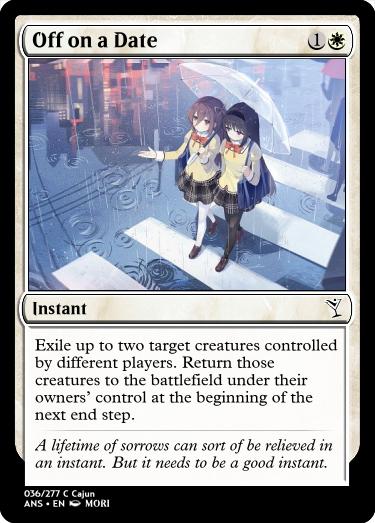 Off on a Date 1
Instant
Exile up to two target creatures controlled
by different players. Return those
creatures to the battlefield under their
owners' control at the beginning of the
next end step.
A lifetime of sorrows can sort of be relieved in
an instant. But it needs to be a good instant.
036/277 C Cajun
ANS • EN MORI